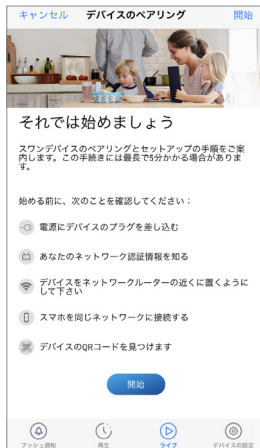 キャンセル デバイスのペアリング 開始
それでは始めましょう
スワンデバイスのペアリングとセットアップの手順をご案
内します。この手続きには最長で5分かかる場合がありま
す。
始める前に、次のことを確認してください：
電源にデバイスのプラグを差し込む
あなたのネットワーク認証情報を知る
デバイスをネットワークルーターの近くに置くように
して下さい
スマホを同じネットワークに接続する
デバイスのQRコードを見つけます
開始
プッシュ通知 再生 ライブ デバイスの設定